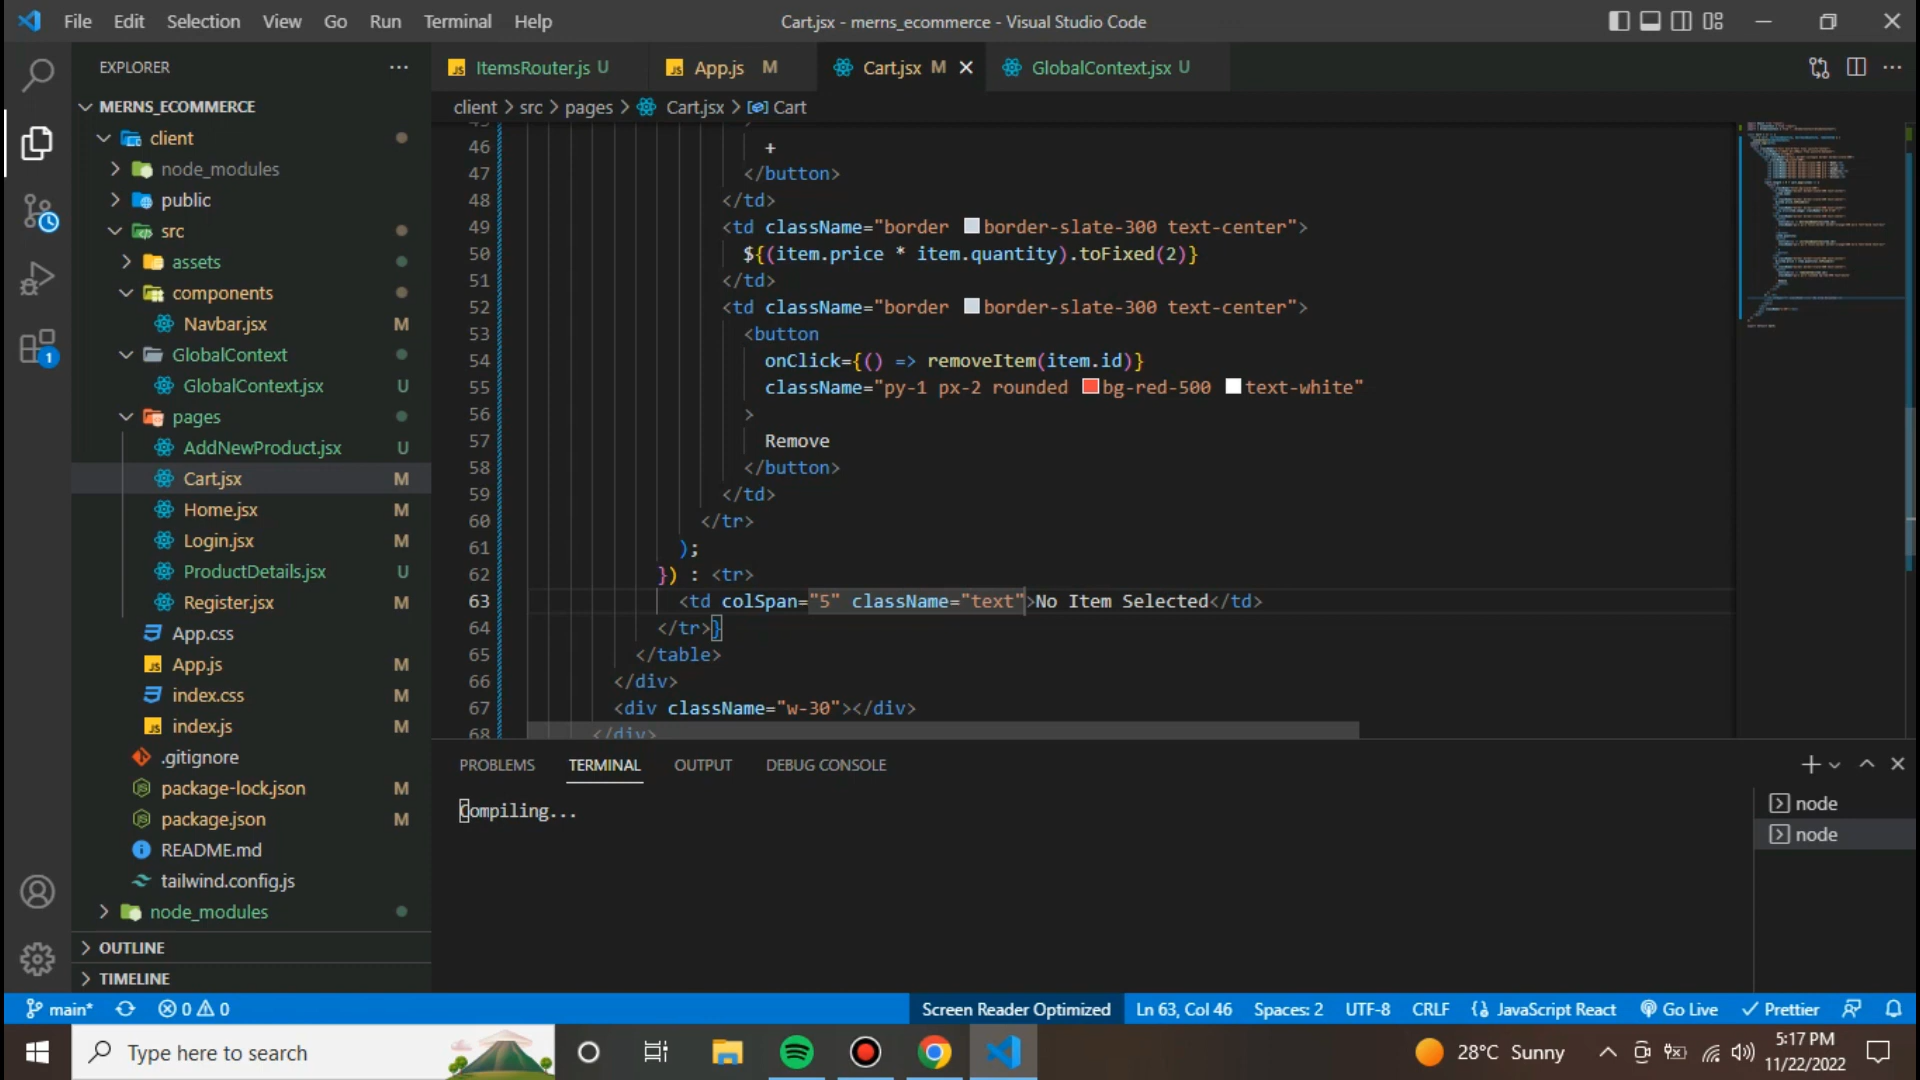 File Edit Selection View Go Run Terminal Help
Cart.jsx - merns_ecommerce - Visual Studio Code
EXPLORER
MERNS_ECOMMERCE
client
node_modules
public
src
assets
components
Navbar.jsx M
GlobalContext
GlobalContext.jsx U
pages
AddNewProduct.jsx U
Cart.jsx M
Home.jsx M
Login.jsx M
ProductDetails.jsx U
Register.jsx M
App.css
App.js M
index.css M
index.js M
.gitignore
package-lock.json M
package.json M
README.md
tailwind.config.js
node_modules
OUTLINE
TIMELINE
ItemsRouter.js U App.js M Cart.jsx M GlobalContext.jsx U
client > src > pages > Cart.jsx > Cart
46 +
47 </button>
48 </td>
49 <td className="border border-slate-300 text-center">
50 ${(item.price * item.quantity).toFixed(2)}
51 </td>
52 <td className="border border-slate-300 text-center">
53 <button
54 onClick={() => removeItem(item.id)}
55 className="py-1 px-2 rounded bg-red-500 text-white"
56 >
57 Remove
58 </button>
59 </td>
60 </tr>
61 );
62 }) : <tr>
63 <td colSpan="5" className="text">No Item Selected</td>
64 </tr>}
65 </table>
66 </div>
67 <div className="w-30"></div>
68 </div>
PROBLEMS TERMINAL OUTPUT DEBUG CONSOLE
Compiling...
node
node
1
main* 0 0 Screen Reader Optimized Ln 63, Col 46 Spaces: 2 UTF-8 CRLF JavaScript React Go Live Prettier
Type here to search
28°C Sunny
5:17 PM
11/22/2022